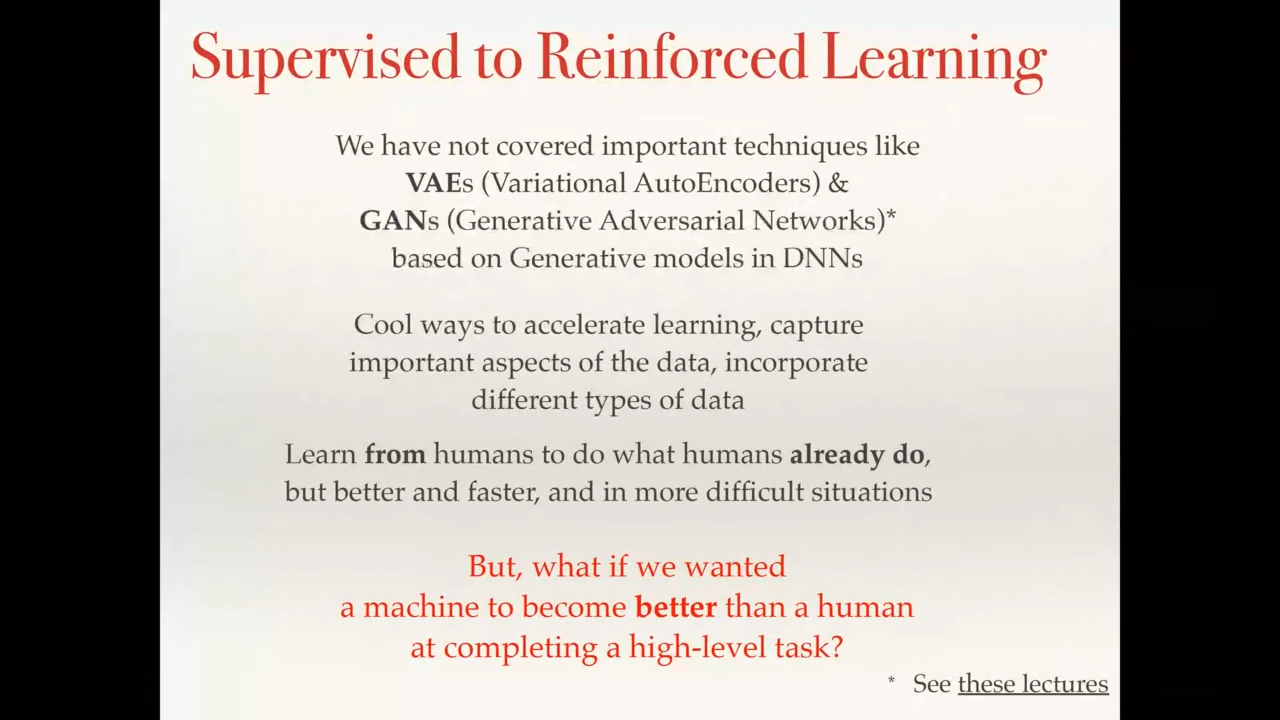 Supervised to Reinforced Learning
We have not covered important techniques like
VAEs (Variational AutoEncoders) &
GANs (Generative Adversarial Networks)*
based on Generative models in DNNs
Cool ways to accelerate learning, capture
important aspects of the data, incorporate
different types of data
Learn from humans to do what humans already do,
but better and faster, and in more difficult situations
But, what if we wanted
a machine to become better than a human
at completing a high-level task?
* See these lectures